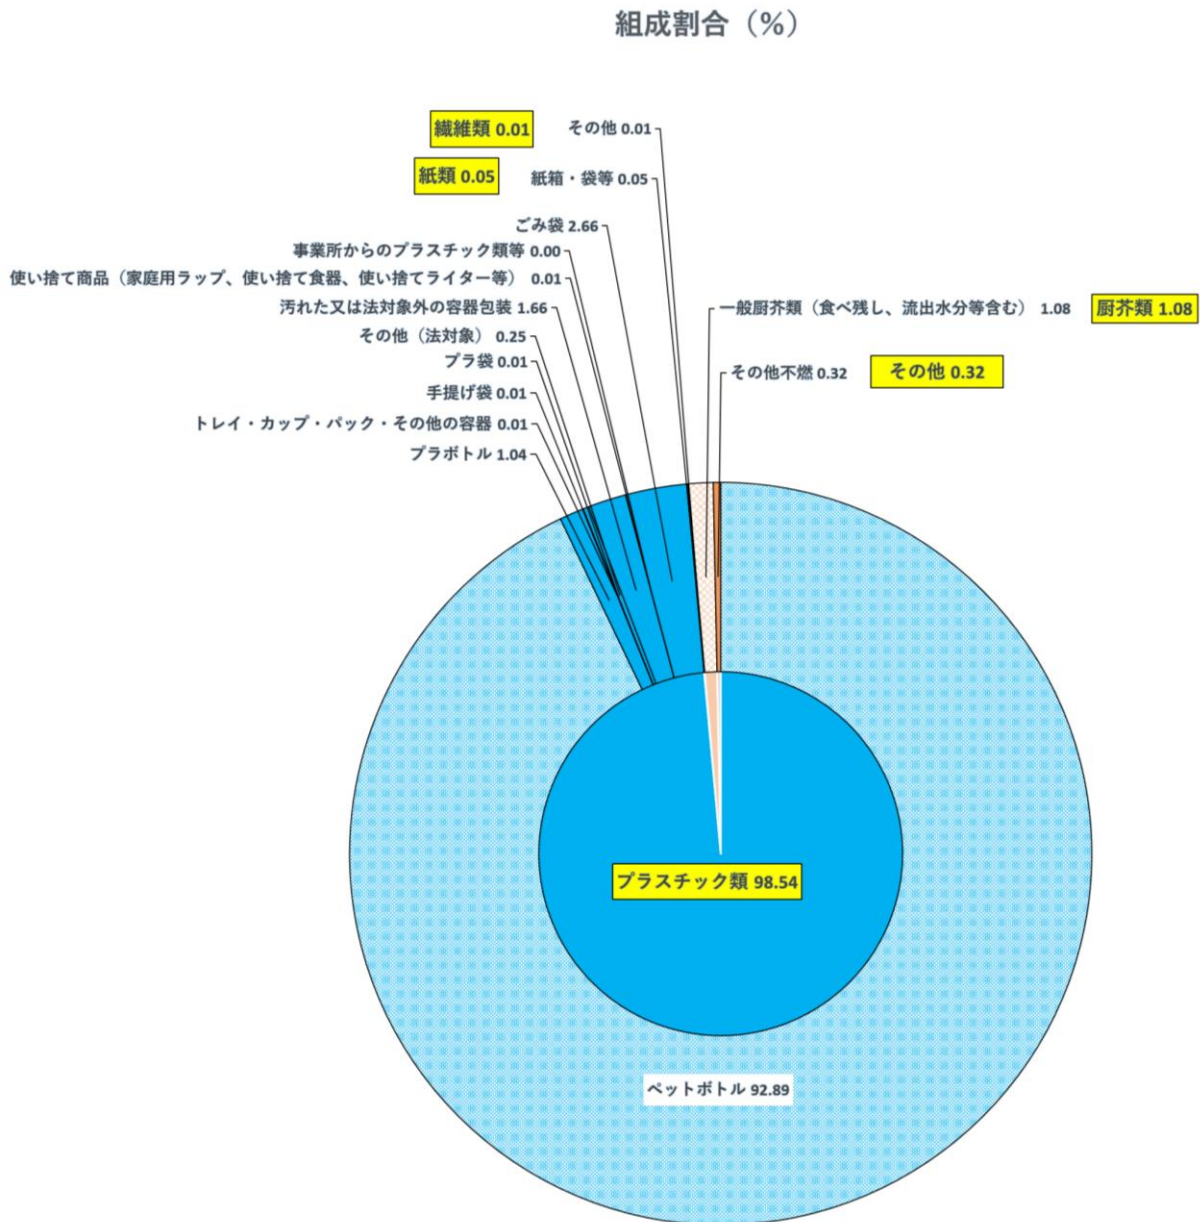 組成割合（%）
繊維類 0.01
その他 0.01
紙類 0.05
紙箱・袋等 0.05
ごみ袋 2.66
事業所からのプラスチック類等 0.00
使い捨て商品（家庭用ラップ、使い捨て食器、使い捨てライター等） 0.01
汚れた又は法対象外の容器包装 1.66
その他（法対象） 0.25
プラ袋 0.01
手提げ袋 0.01
トレイ・カップ・パック・その他の容器 0.01
プラボトル 1.04
一般厨芥類（食べ残し、流出水分等含む） 1.08
厨芥類 1.08
その他不燃 0.32
その他 0.32
プラスチック類 98.54
ペットボトル 92.89